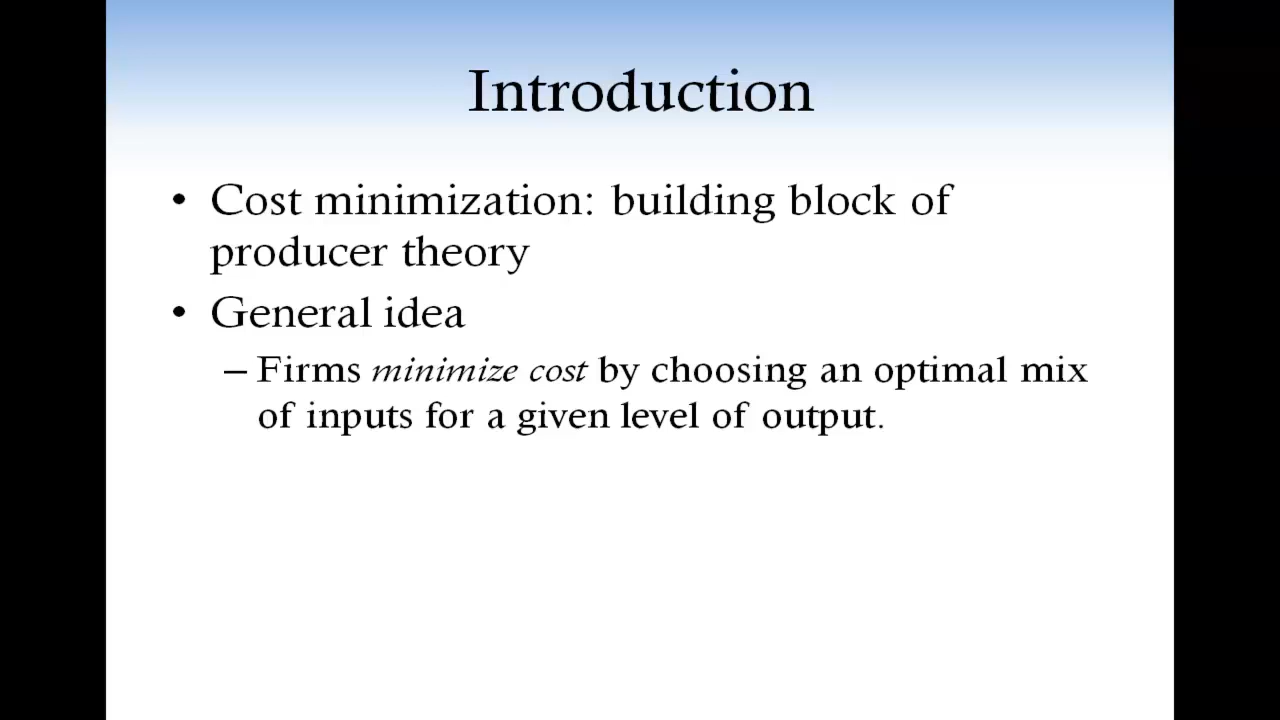 Introduction
• Cost minimization: building block of
producer theory
• General idea
– Firms minimize cost by choosing an optimal mix
of inputs for a given level of output.